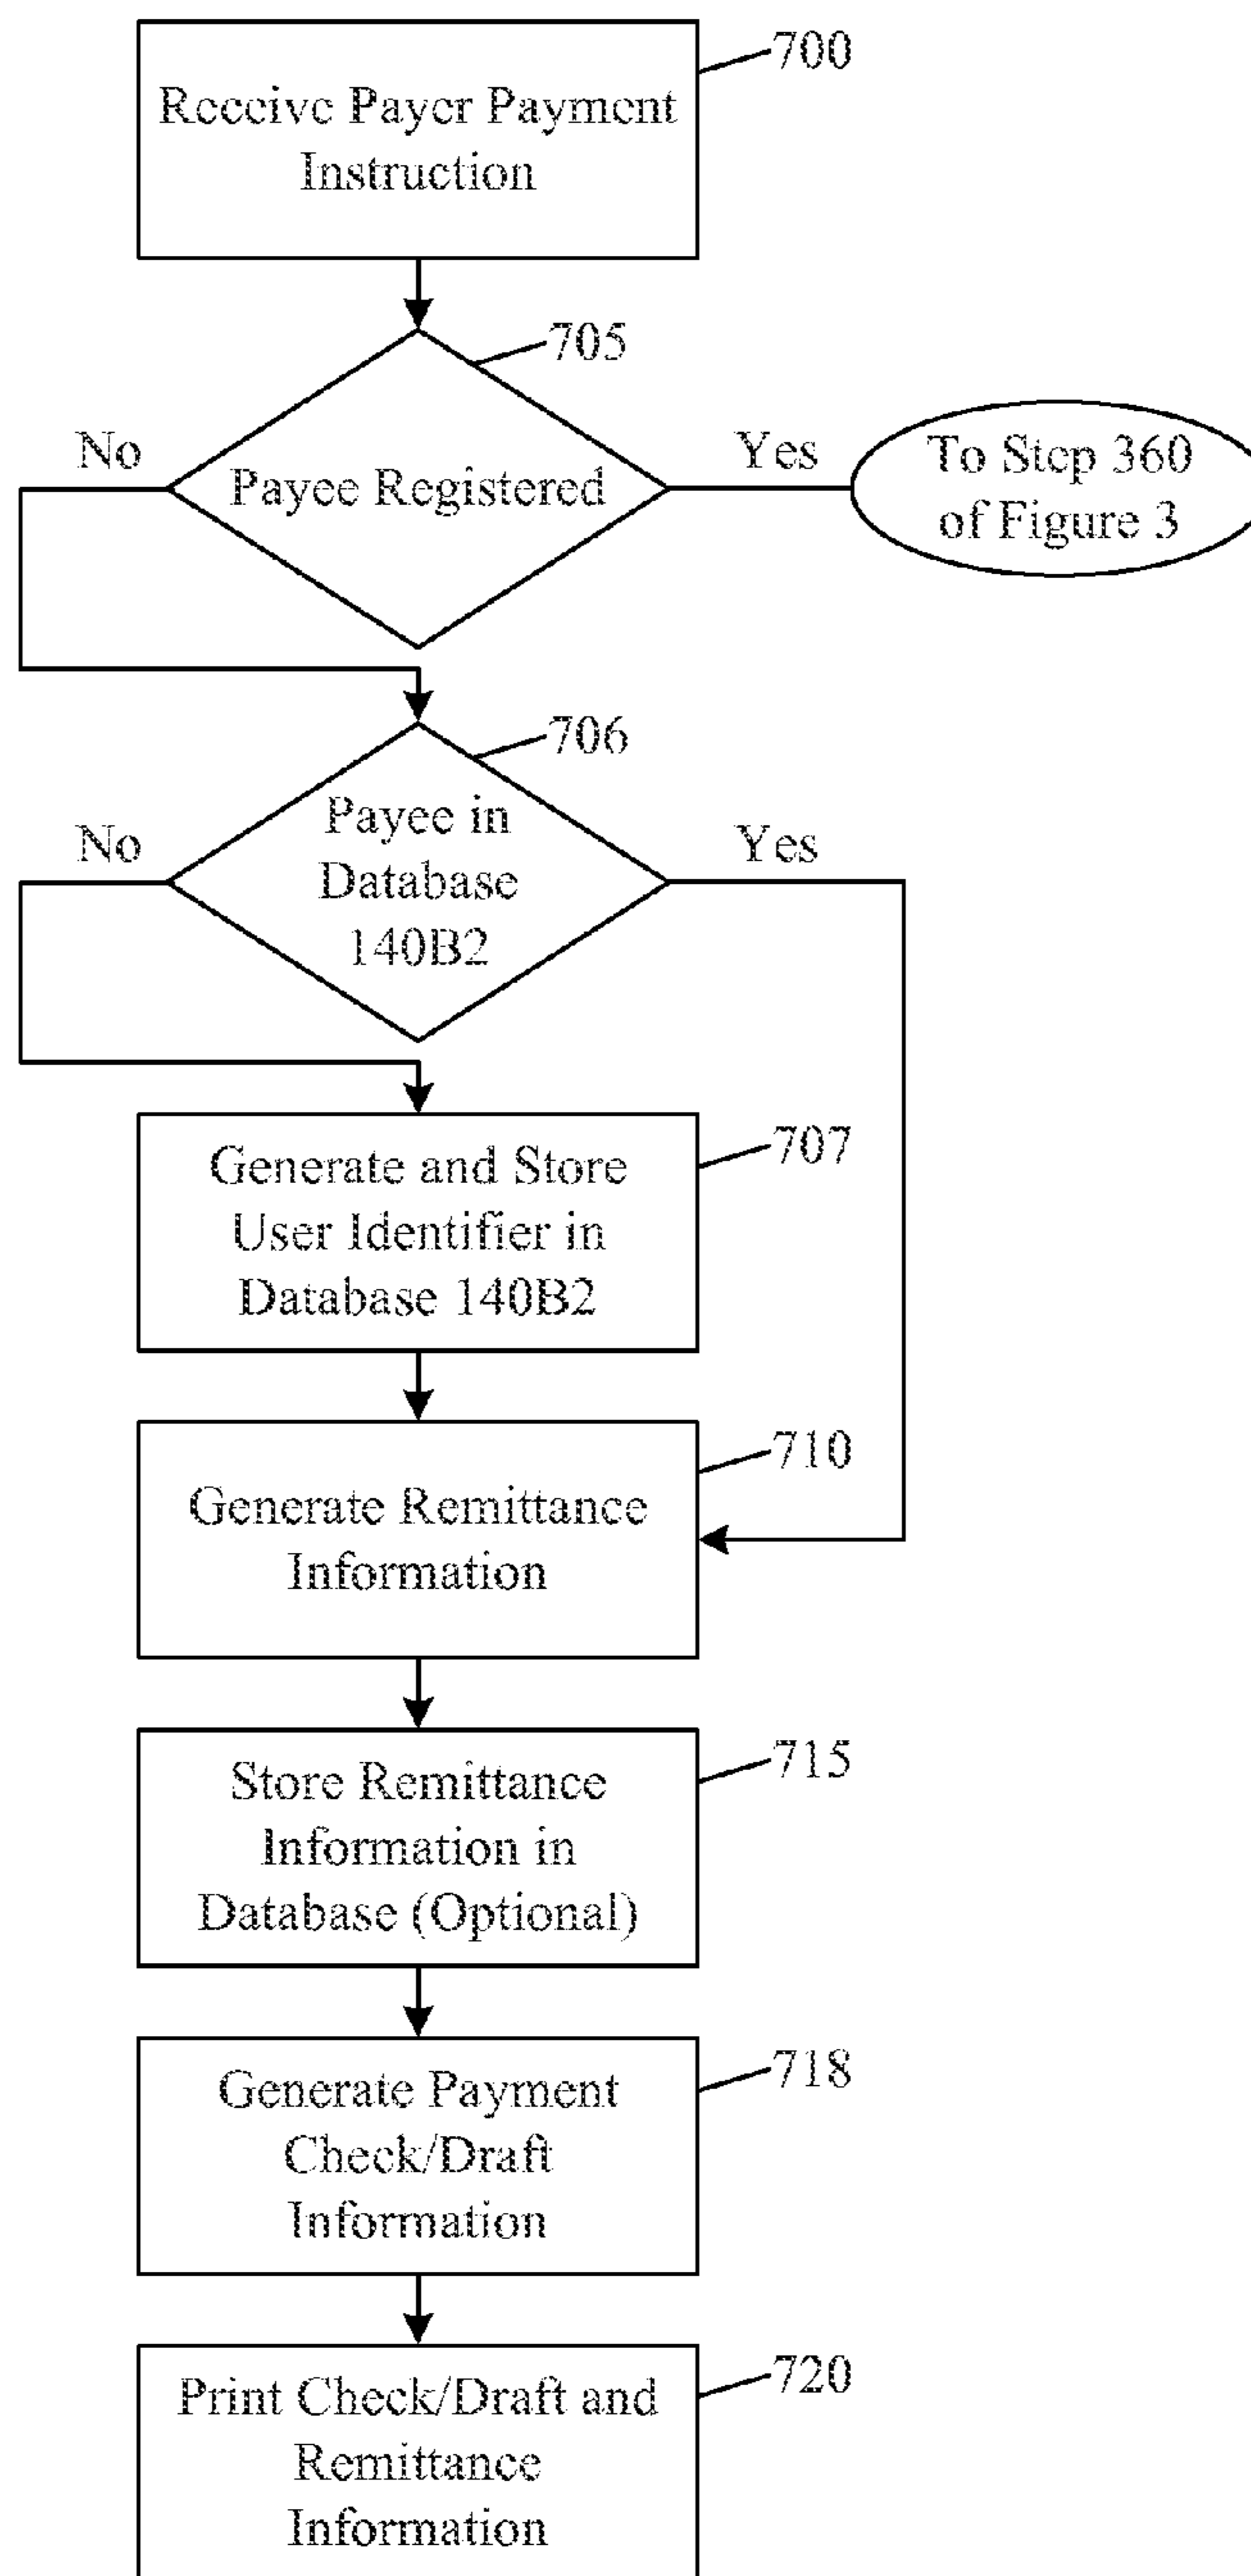 700
Receive Payer Payment
Instruction
705
No
Payee Registered
Yes
To Step 360
of Figure 3
706
No
Payee in
Database
140B2
Yes
707
Generate and Store
User Identifier in
Database 140B2
710
Generate Remittance
Information
715
Store Remittance
Information in
Database (Optional)
718
Generate Payment
Check/Draft
Information
720
Print Check/Draft and
Remittance
Information